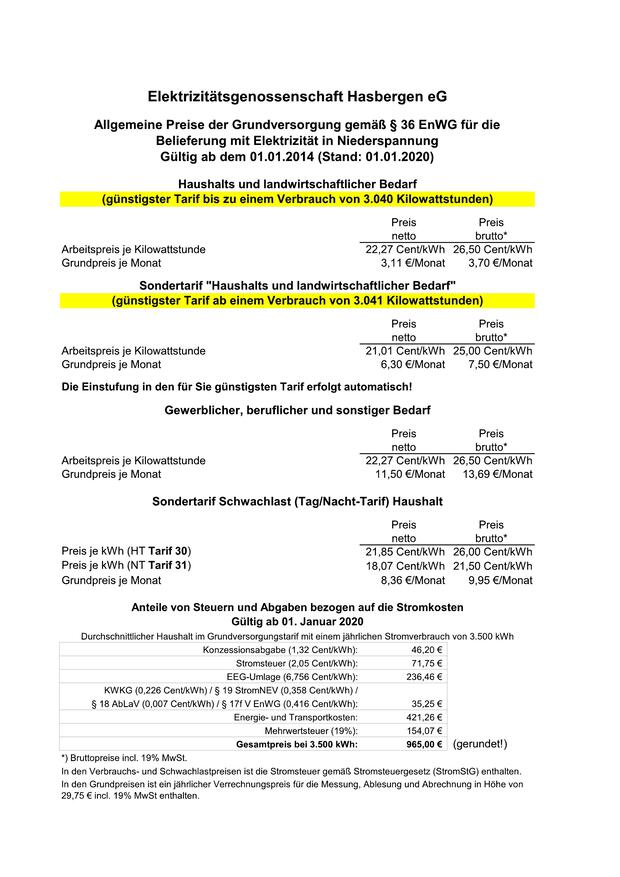 Elektrizitätsgenossenschaft Hasbergen eG
Allgemeine Preise der Grundversorgung gemäß § 36 EnWG für die
Belieferung mit Elektrizität in Niederspannung
Gültig ab dem 01.01.2014 (Stand: 01.01.2020)
Haushalts und landwirtschaftlicher Bedarf
(günstigster Tarif bis zu einem Verbrauch von 3.040 Kilowattstunden)
Preis Preis
netto brutto*
Arbeitspreis je Kilowattstunde 22,27 Cent/kWh 26,50 Cent/kWh
Grundpreis je Monat 3,11 €/Monat 3,70 €/Monat
Sondertarif "Haushalts und landwirtschaftlicher Bedarf"
(günstigster Tarif ab einem Verbrauch von 3.041 Kilowattstunden)
Preis Preis
netto brutto*
Arbeitspreis je Kilowattstunde 21,01 Cent/kWh 25,00 Cent/kWh
Grundpreis je Monat 6,30 €/Monat 7,50 €/Monat
Die Einstufung in den für Sie günstigsten Tarif erfolgt automatisch!
Gewerblicher, beruflicher und sonstiger Bedarf
Preis Preis
netto brutto*
Arbeitspreis je Kilowattstunde 22,27 Cent/kWh 26,50 Cent/kWh
Grundpreis je Monat 11,50 €/Monat 13,69 €/Monat
Sondertarif Schwachlast (Tag/Nacht-Tarif) Haushalt
Preis Preis
netto brutto*
Preis je kWh (HT Tarif 30) 21,85 Cent/kWh 26,00 Cent/kWh
Preis je kWh (NT Tarif 31) 18,07 Cent/kWh 21,50 Cent/kWh
Grundpreis je Monat 8,36 €/Monat 9,95 €/Monat
Anteile von Steuern und Abgaben bezogen auf die Stromkosten
Gültig ab 01. Januar 2020
Durchschnittlicher Haushalt im Grundversorgungstarif mit einem jährlichen Stromverbrauch von 3.500 kWh
Konzessionsabgabe (1,32 Cent/kWh): 46,20 €
Stromsteuer (2,05 Cent/kWh): 71,75 €
EEG-Umlage (6,756 Cent/kWh): 236,46 €
KWKG (0,226 Cent/kWh) / § 19 StromNEV (0,358 Cent/kWh) /
§ 18 AbLaV (0,007 Cent/kWh) / § 17f V EnWG (0,416 Cent/kWh): 35,25 €
Energie- und Transportkosten: 421,26 €
Mehrwertsteuer (19%): 154,07 €
Gesamtpreis bei 3.500 kWh: 965,00 € (gerundet!)
*) Bruttopreise incl. 19% MwSt.
In den Verbrauchs- und Schwachlastpreisen ist die Stromsteuer gemäß Stromsteuergesetz (StromStG) enthalten.
In den Grundpreisen ist ein jährlicher Verrechnungspreis für die Messung, Ablesung und Abrechnung in Höhe von
29,75 € incl. 19% MwSt enthalten.